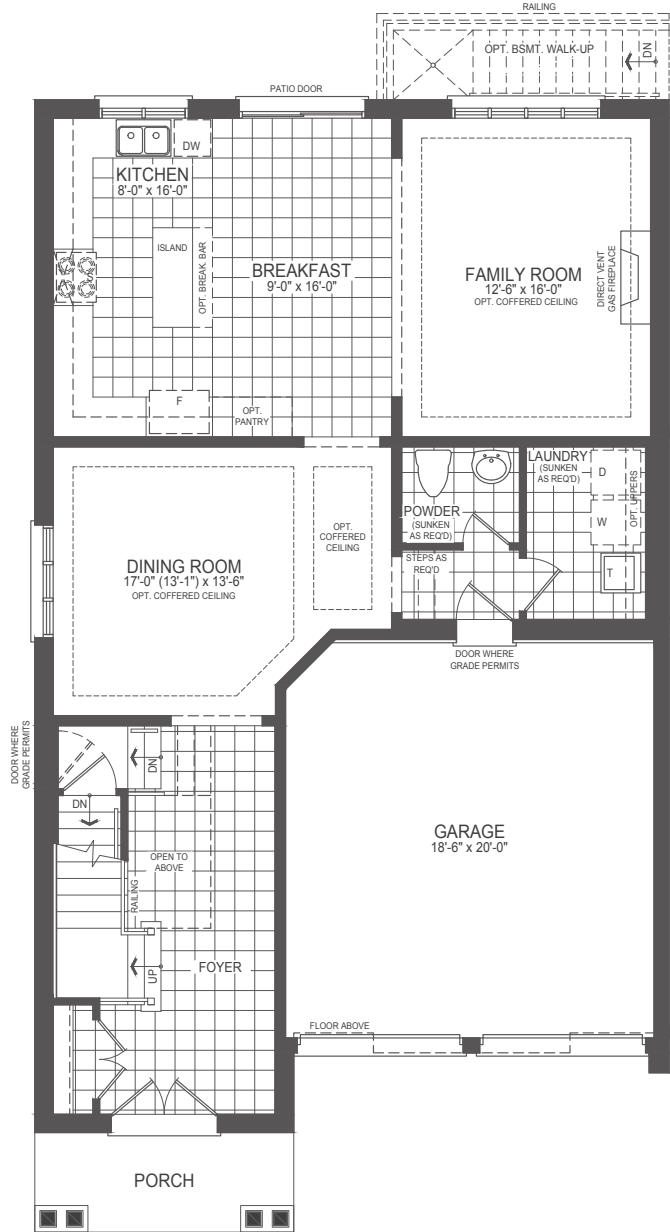 RAILING
OPT. BSMT. WALK-UP
DN
PATIO DOOR
DW
KITCHEN
8'-0" x 16'-0"
ISLAND
OPT. BREAK. BAR
BREAKFAST
9'-0" x 16'-0"
FAMILY ROOM
12'-6" x 16'-0"
OPT. COFFERED CEILING
DIRECT VENT
GAS FIREPLACE
S
F
OPT.
PANTRY
LAUNDRY
(SUNKEN
AS REQ'D)
D
W
OPT. UPPERS
T
POWDER
(SUNKEN
AS REQ'D)
STEPS AS
REQ'D
OPT.
COFFERED
CEILING
DINING ROOM
17'-0" (13'-1") x 13'-6"
OPT. COFFERED CEILING
DOOR WHERE
GRADE PERMITS
DOOR WHERE
GRADE PERMITS
DN
DN
OPEN TO
ABOVE
RAILING
UP
FOYER
GARAGE
18'-6" x 20'-0"
FLOOR ABOVE
PORCH